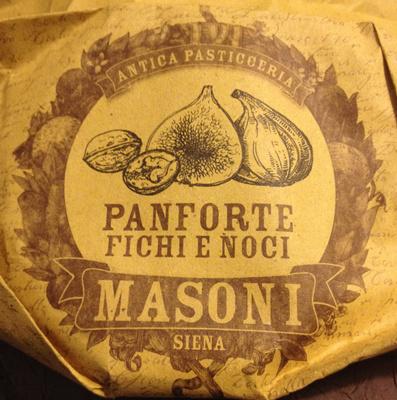 ANTICA PASTICCERIA
PANFORTE
FICHI E NOCI
MASONI
SIENA